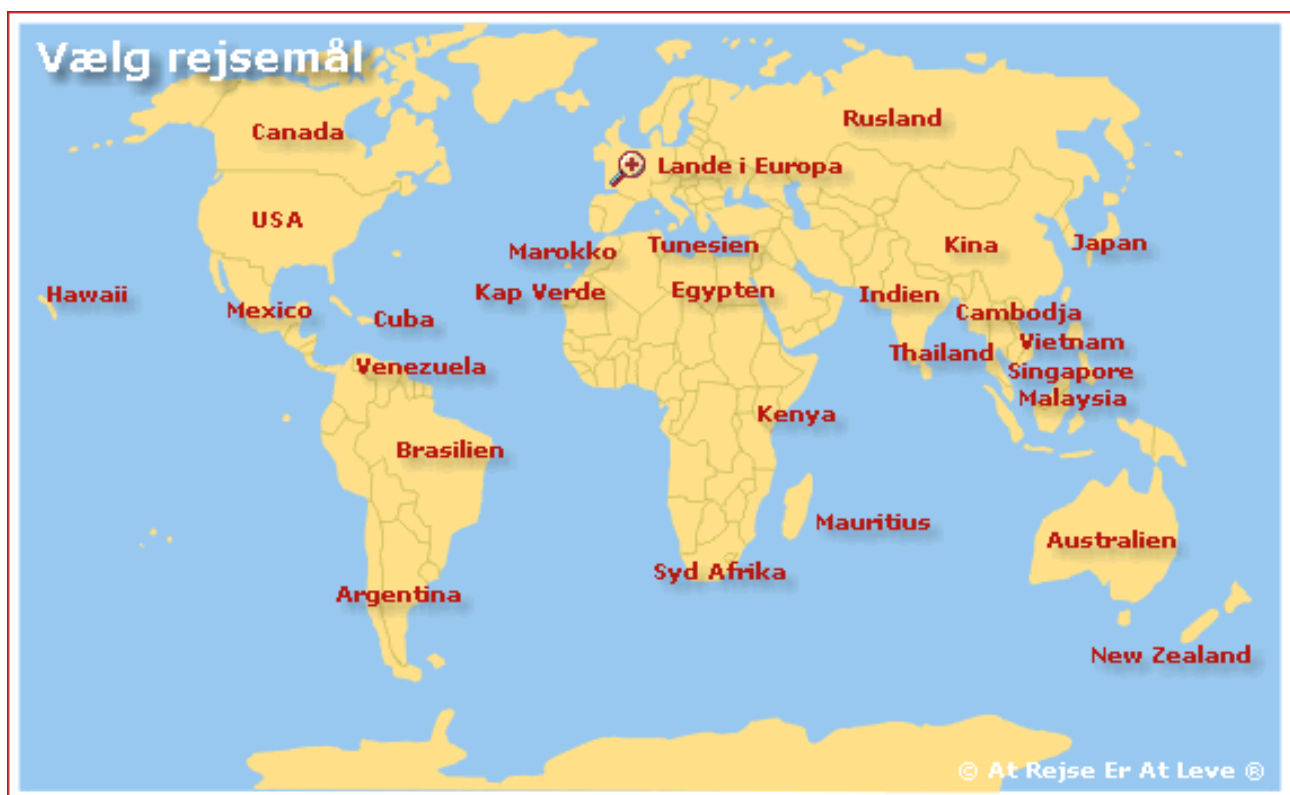 Vælg rejsemål
Rusland
Canada
Lande i Europa
USA
Marokko
Tunesien
Kina
Japan
Hawaii
Mexico
Cuba
Kap Verde
Egypten
Indien
Cambodja
Vietnam
Thailand
Singapore
Malaysia
Venezuela
Kenya
Brasilien
Mauritius
Australien
Syd Afrika
Argentina
New Zealand
© At Rejse Er At Leve ®